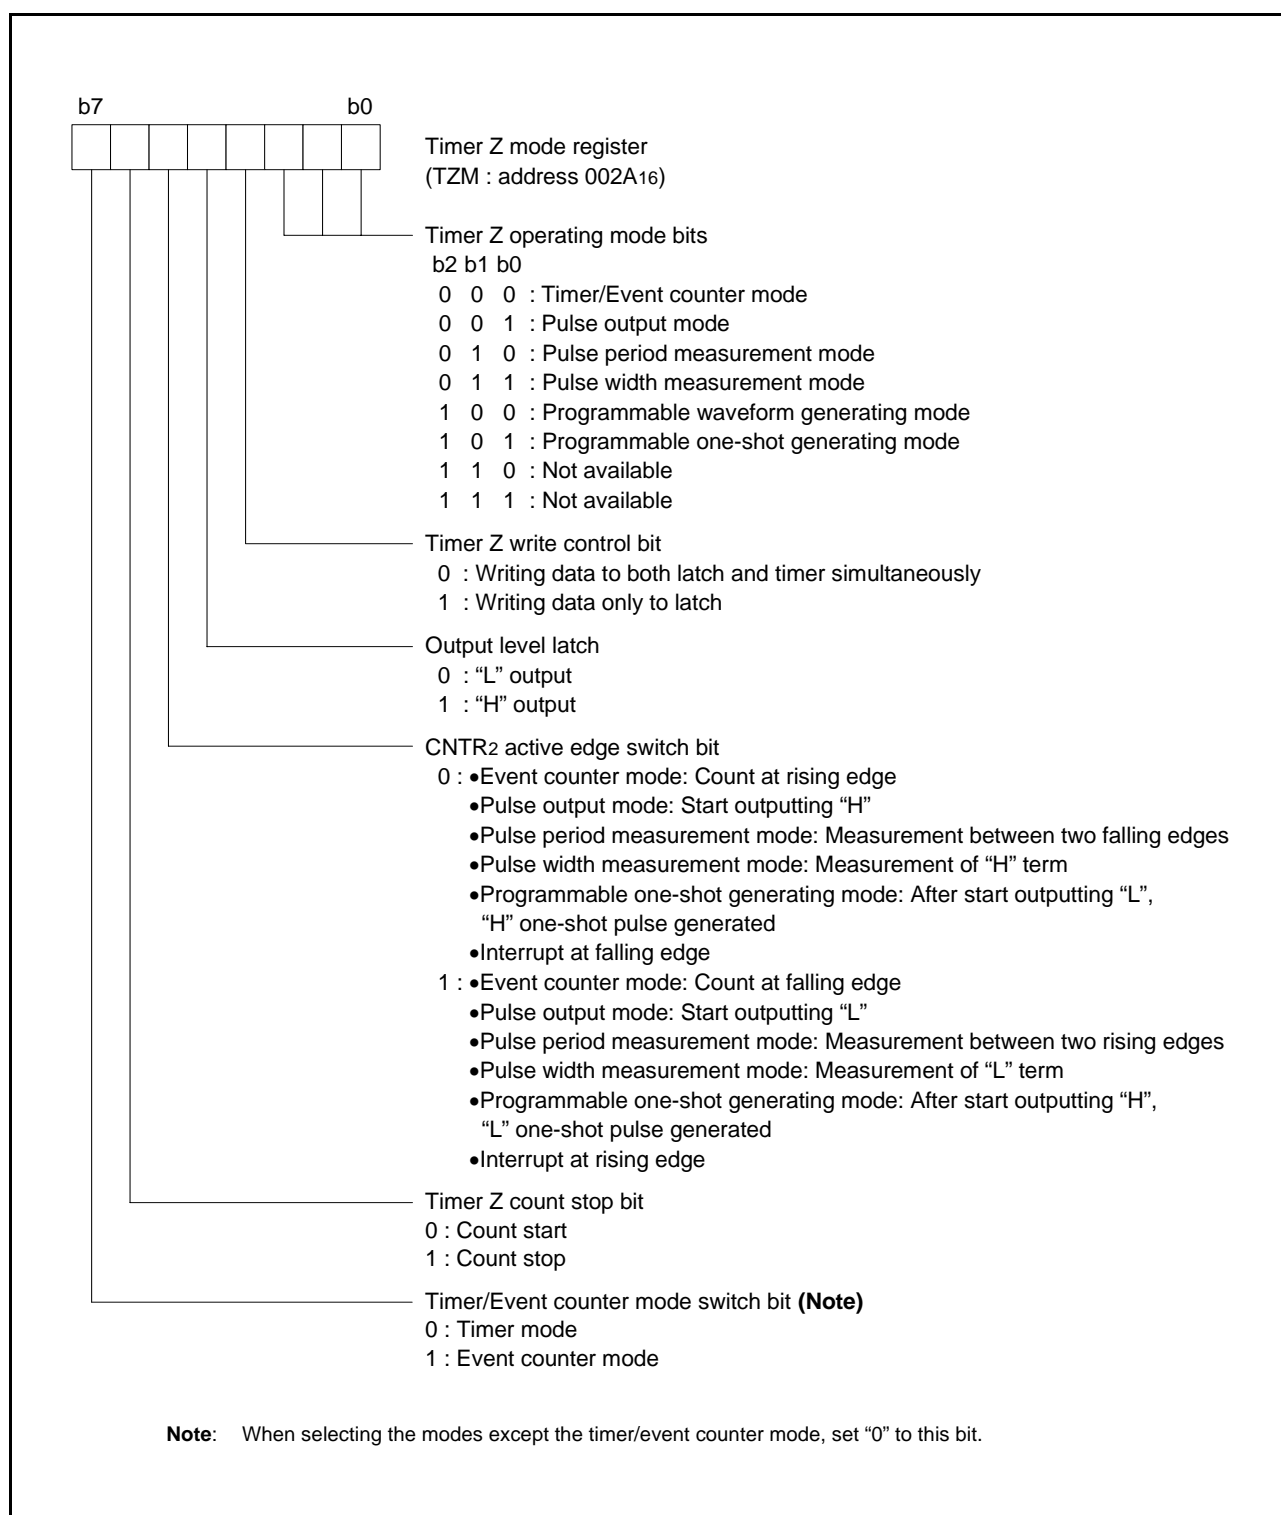 b7 b0
Timer Z mode register
(TZM : address 002A16)
Timer Z operating mode bits
b2 b1 b0
0 0 0 : Timer/Event counter mode
0 0 1 : Pulse output mode
0 1 0 : Pulse period measurement mode
0 1 1 : Pulse width measurement mode
1 0 0 : Programmable waveform generating mode
1 0 1 : Programmable one-shot generating mode
1 1 0 : Not available
1 1 1 : Not available
Timer Z write control bit
0 : Writing data to both latch and timer simultaneously
1 : Writing data only to latch
Output level latch
0 : “L” output
1 : “H” output
CNTR2 active edge switch bit
0 : •Event counter mode: Count at rising edge
•Pulse output mode: Start outputting “H”
•Pulse period measurement mode: Measurement between two falling edges
•Pulse width measurement mode: Measurement of “H” term
•Programmable one-shot generating mode: After start outputting “L”,
“H” one-shot pulse generated
•Interrupt at falling edge
1 : •Event counter mode: Count at falling edge
•Pulse output mode: Start outputting “L”
•Pulse period measurement mode: Measurement between two rising edges
•Pulse width measurement mode: Measurement of “L” term
•Programmable one-shot generating mode: After start outputting “H”,
“L” one-shot pulse generated
•Interrupt at rising edge
Timer Z count stop bit
0 : Count start
1 : Count stop
Timer/Event counter mode switch bit (Note)
0 : Timer mode
1 : Event counter mode
Note: When selecting the modes except the timer/event counter mode, set “0” to this bit.